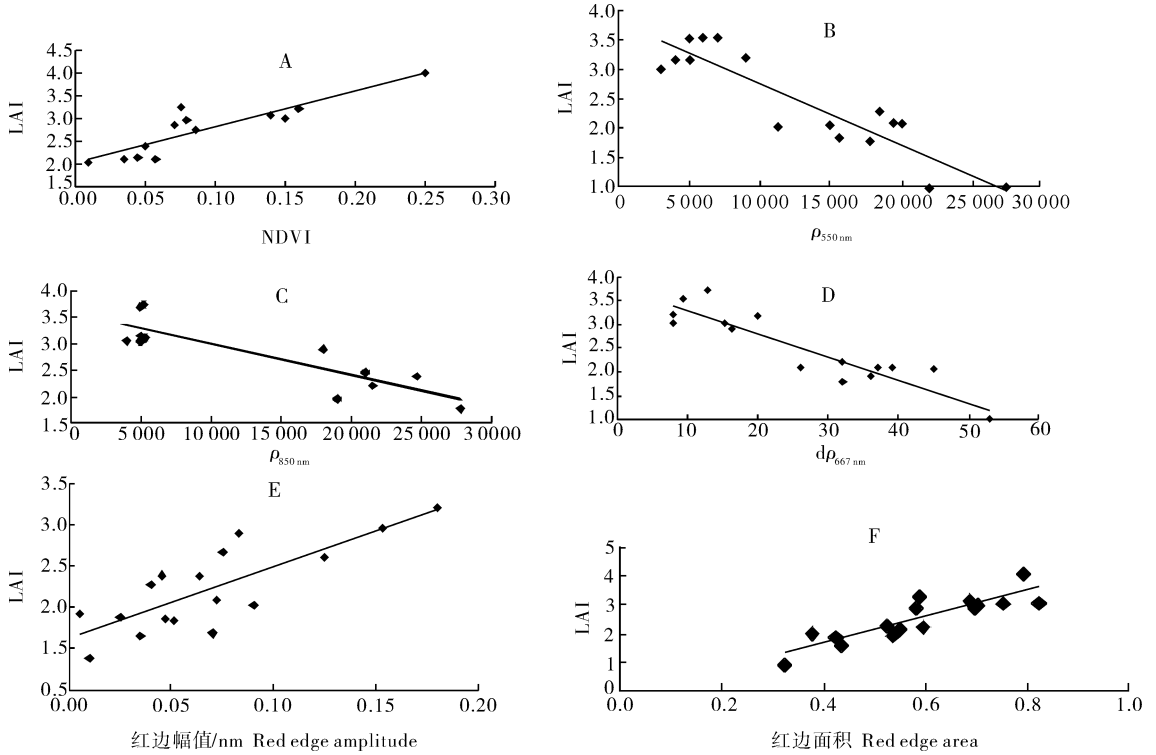 A
LAI
4.5
4.0
3.5
3.0
2.5
2.0
1.5
0.00 0.05 0.10 0.15 0.20 0.25 0.30
NDVI
B
LAI
4.0
3.5
3.0
2.5
2.0
1.5
1.0
0 5 000 10 000 15 000 20 000 25 000 30 000
ρ550 nm
C
LAI
4.0
3.5
3.0
2.5
2.0
1.5
0 5 000 10 000 15 000 20 000 25 000 3 0000
ρ850 nm
D
LAI
4.0
3.5
3.0
2.5
2.0
1.5
1.0
0 10 20 30 40 50 60
dρ667 nm
E
LAI
3.5
3.0
2.5
2.0
1.5
0.5
0.00 0.05 0.10 0.15 0.20
红边幅值/nm Red edge amplitude
F
LAI
5
4
3
2
1
0
0.0 0.2 0.4 0.6 0.8 1.0
红边面积 Red edge area